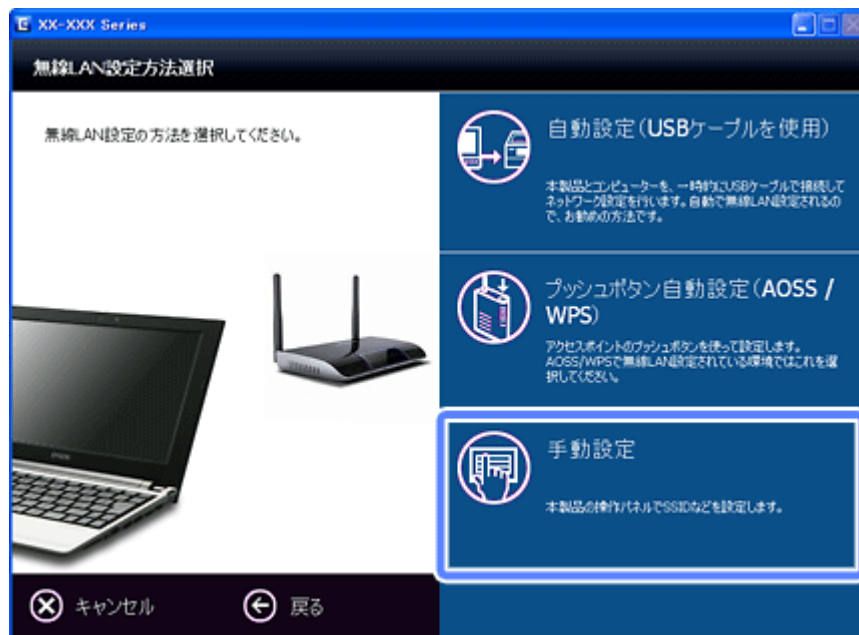 XX-XXX Series
無線LAN設定方法選択
無線LAN設定の方法を選択してください。
EPSON
自動設定(USBケーブルを使用)
本製品とコンピューターを、一時的にUSBケーブルで接続して
ネットワーク設定を行います。自動で無線LAN設定されるの
で、お勧めの方法です。
プッシュボタン自動設定(AOSS /
WPS)
アクセスポイントのプッシュボタンを使って設定します。
AOSS/WPSで無線LAN設定されている環境ではこれを選
択してください。
手動設定
本製品の操作パネルでSSIDなどを設定します。
キャンセル
戻る